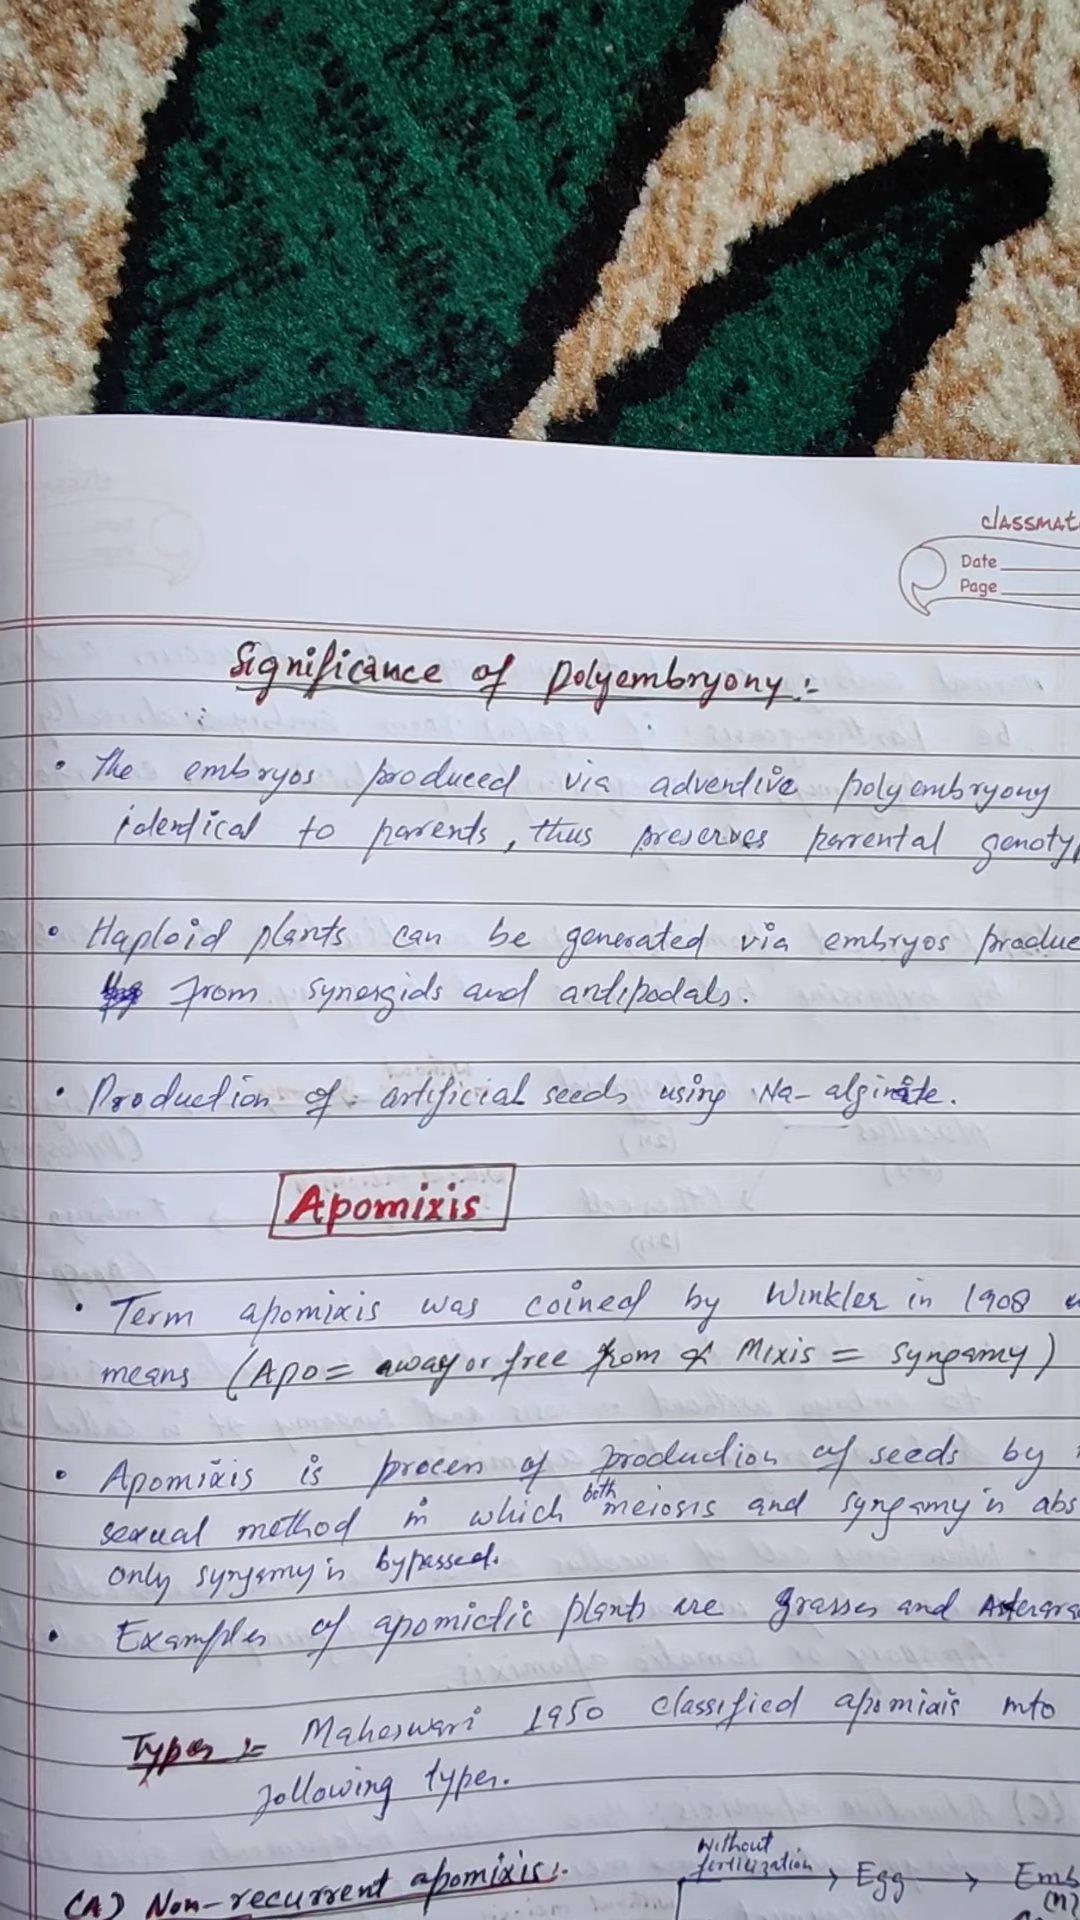 classmat
Date
Page
Significance of Polyembryony :-
• The embryos produced via adventive polyembryony
identical to parents, thus preserves parental genoty
• Haploid plants can be generated via embryos produc
from synergids and antipodals.
• Production of artificial seeds using Na- alginate.
Apomixis
• Term apomixis was coined by Winkler in 1908
means (Apo = away or free from & Mixis = syngamy)
• Apomixis is process of production of seeds by
sexual method in which both meiosis and syngamy is abs
only syngamy is bypassed.
• Examples of apomictic plants are grasses and
Types :- Maheswari 1950 classified apomixis into
following types.
(A) Non-recurrent apomixis :-
Without
fertilization → Egg → Emb
(n)